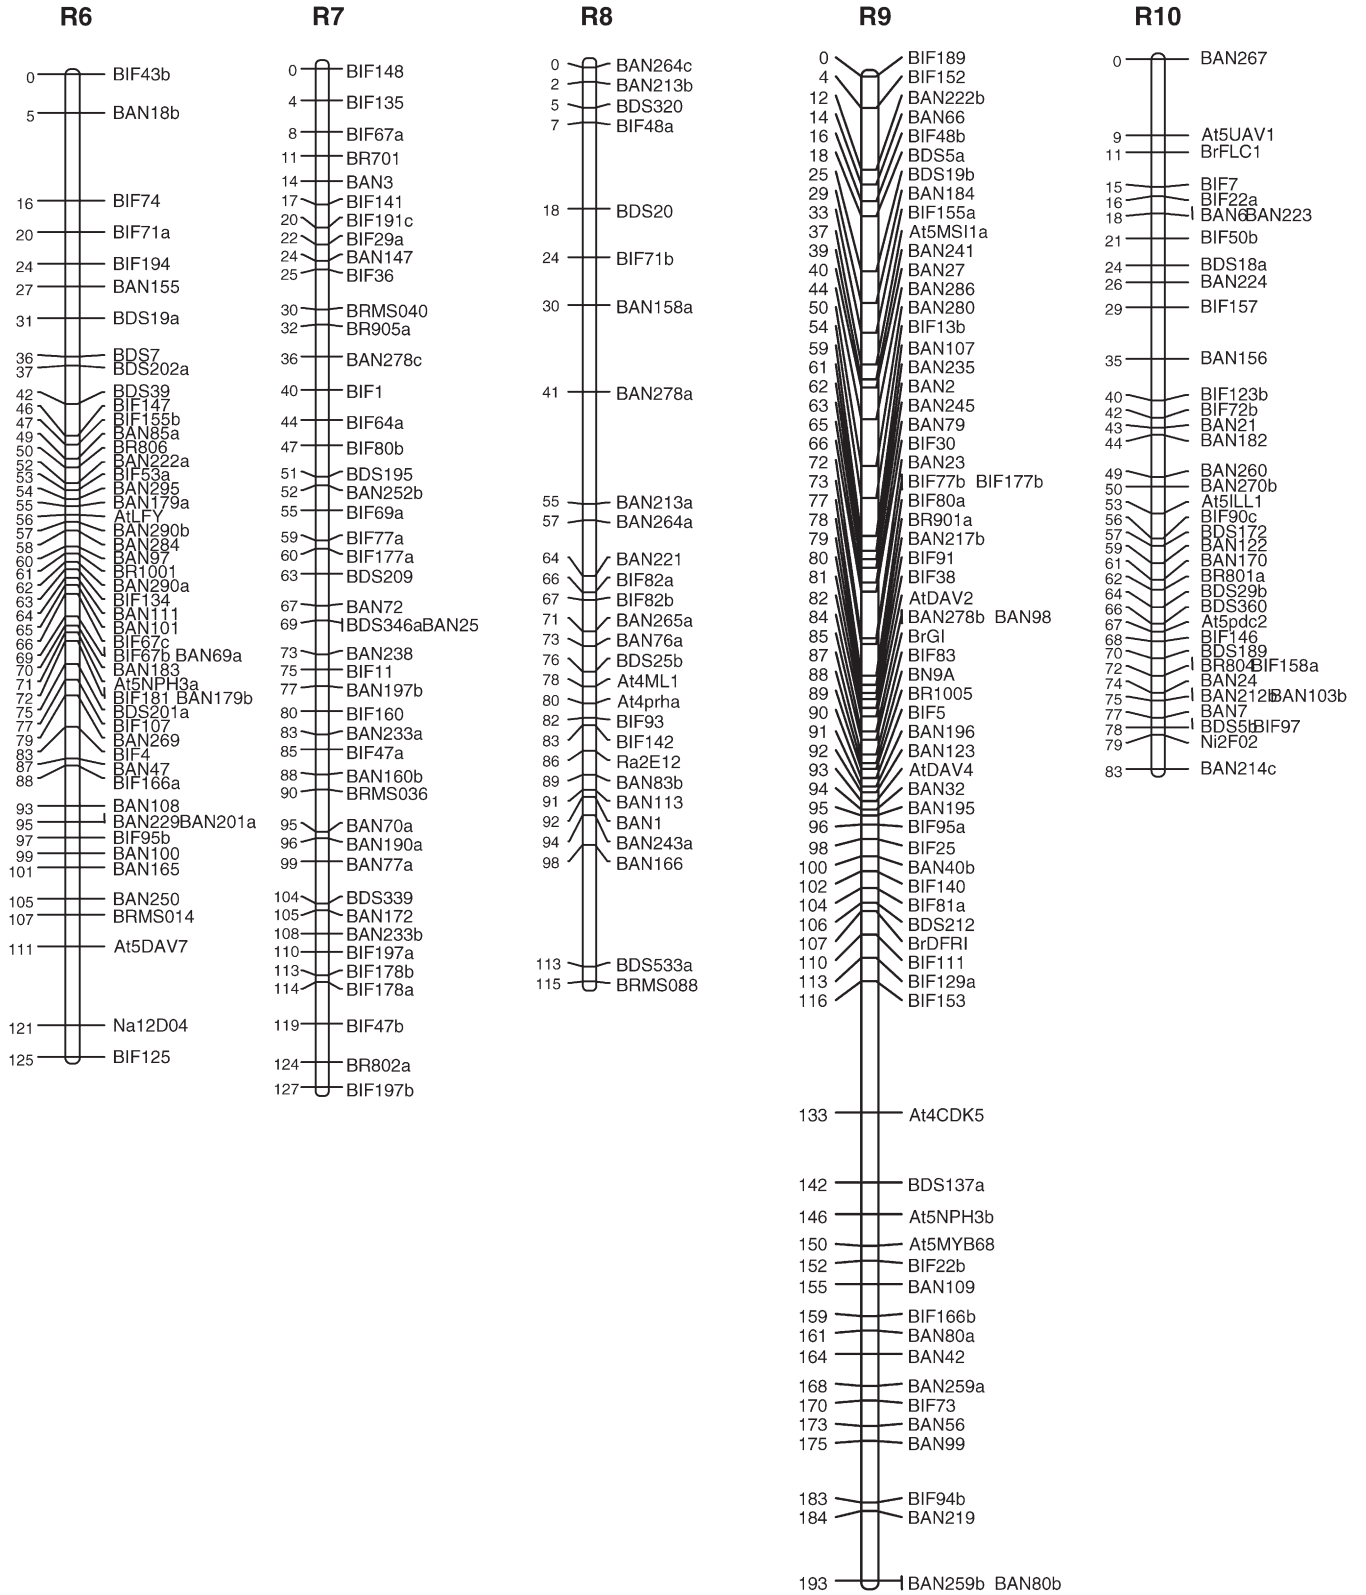 R6
0 BIF43b
5 BAN18b
16 BIF74
20 BIF71a
24 BIF194
27 BAN155
31 BDS19a
36 BDS7
37 BDS202a
42 BDS39
46 BIF147
47 BIF155b
49 BAN85a
50 BR806
52 BAN222a
53 BIF53a
54 BAN295
55 BAN179a
56 AtLFY
57 BAN290b
58 BAN284
60 BAN97
61 BR1001
62 BAN290a
63 BIF134
64 BAN111
65 BAN101
66 BIF67c
69 BIF67b BAN69a
70 BAN183
71 At5NPH3a
72 BIF181 BAN179b
75 BDS201a
77 BIF107
79 BAN269
83 BIF4
87 BAN47
88 BIF166a
93 BAN108
95 BAN229BAN201a
97 BIF95b
99 BAN100
101 BAN165
105 BAN250
107 BRMS014
111 At5DAV7
121 Na12D04
125 BIF125
R7
0 BIF148
4 BIF135
8 BIF67a
11 BR701
14 BAN3
17 BIF141
20 BIF191c
22 BIF29a
24 BAN147
25 BIF36
30 BRMS040
32 BR905a
36 BAN278c
40 BIF1
44 BIF64a
47 BIF80b
51 BDS195
52 BAN252b
55 BIF69a
59 BIF77a
60 BIF177a
63 BDS209
67 BAN72
69 BDS346aBAN25
73 BAN238
75 BIF11
77 BAN197b
80 BIF160
83 BAN233a
85 BIF47a
88 BAN160b
90 BRMS036
95 BAN70a
96 BAN190a
99 BAN77a
104 BDS339
105 BAN172
108 BAN233b
110 BIF197a
113 BIF178b
114 BIF178a
119 BIF47b
124 BR802a
127 BIF197b
R8
0 BAN264c
2 BAN213b
5 BDS320
7 BIF48a
18 BDS20
24 BIF71b
30 BAN158a
41 BAN278a
55 BAN213a
57 BAN264a
64 BAN221
66 BIF82a
67 BIF82b
71 BAN265a
73 BAN76a
76 BDS25b
78 At4ML1
80 At4prha
82 BIF93
83 BIF142
86 Ra2E12
89 BAN83b
91 BAN113
92 BAN1
94 BAN243a
98 BAN166
113 BDS533a
115 BRMS088
R9
0 BIF189
4 BIF152
12 BAN222b
14 BAN66
16 BIF48b
18 BDS5a
25 BDS19b
29 BAN184
33 BIF155a
37 At5MSI1a
39 BAN241
40 BAN27
44 BAN286
50 BAN280
54 BIF13b
59 BAN107
61 BAN235
62 BAN2
63 BAN245
65 BAN79
66 BIF30
72 BAN23
73 BIF77b BIF177b
77 BIF80a
78 BR901a
79 BAN217b
80 BIF91
81 BIF38
82 AtDAV2
84 BAN278b BAN98
85 BrGI
87 BIF83
88 BN9A
89 BR1005
90 BIF5
91 BAN196
92 BAN123
93 AtDAV4
94 BAN32
95 BAN195
96 BIF95a
98 BIF25
100 BAN40b
102 BIF140
104 BIF81a
106 BDS212
107 BrDFRI
110 BIF111
113 BIF129a
116 BIF153
133 At4CDK5
142 BDS137a
146 At5NPH3b
150 At5MYB68
152 BIF22b
155 BAN109
159 BIF166b
161 BAN80a
164 BAN42
168 BAN259a
170 BIF73
173 BAN56
175 BAN99
183 BIF94b
184 BAN219
193 BAN259b BAN80b
R10
0 BAN267
9 At5UAV1
11 BrFLC1
15 BIF7
16 BIF22a
18 BAN6BAN223
21 BIF50b
24 BDS18a
26 BAN224
29 BIF157
35 BAN156
40 BIF123b
42 BIF72b
43 BAN21
44 BAN182
49 BAN260
50 BAN270b
53 At5ILL1
56 BIF90c
57 BDS172
59 BAN122
61 BAN170
62 BR801a
64 BDS29b
66 BDS360
67 At5pdc2
68 BIF146
70 BDS189
72 BR804BIF158a
74 BAN24
75 BAN212bBAN103b
77 BAN7
78 BDS5bBIF97
79 Ni2F02
83 BAN214c